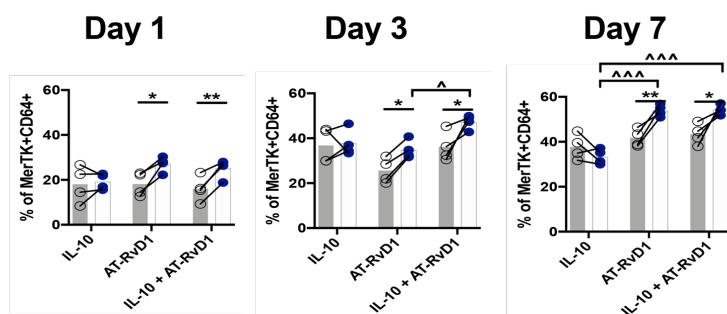 Day 1
Day 3
Day 7
% of MerTK+CD64+
60
40
20
0
*
**
IL-10
AT-RvD1
IL-10 + AT-RvD1
% of MerTK+CD64+
60
40
20
0
*
^
*
IL-10
AT-RvD1
IL-10 + AT-RvD1
% of MerTK+CD64+
60
40
20
0
^^^
^^^
**
*
IL-10
AT-RvD1
IL-10 + AT-RvD1